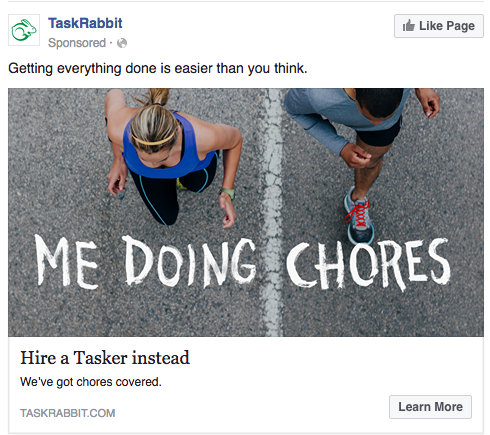 TaskRabbit
Sponsored ·
Like Page
Getting everything done is easier than you think.
ME DOING CHORES
Hire a Tasker instead
We've got chores covered.
TASKRABBIT.COM
Learn More